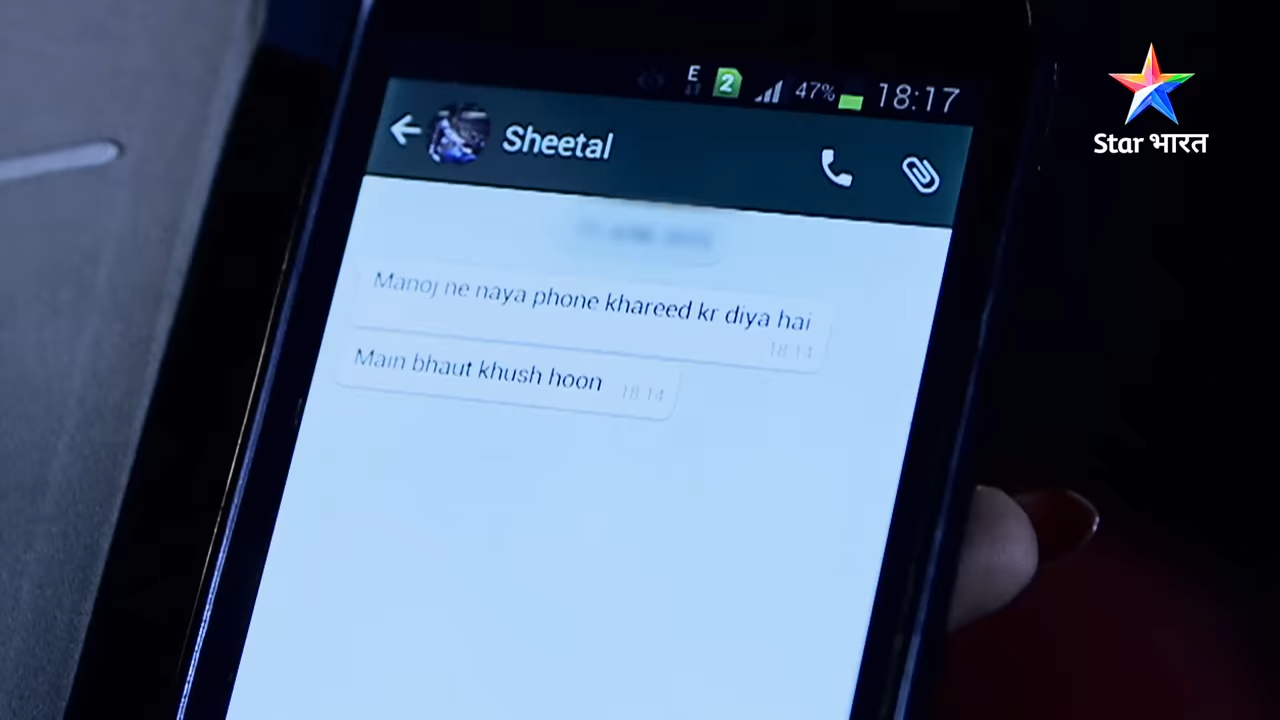 E
2
47%
18:17
Sheetal
Star भारत
Manoj ne naya phone khareed kr diya hai
18:14
Main bhaut khush hoon
18:14